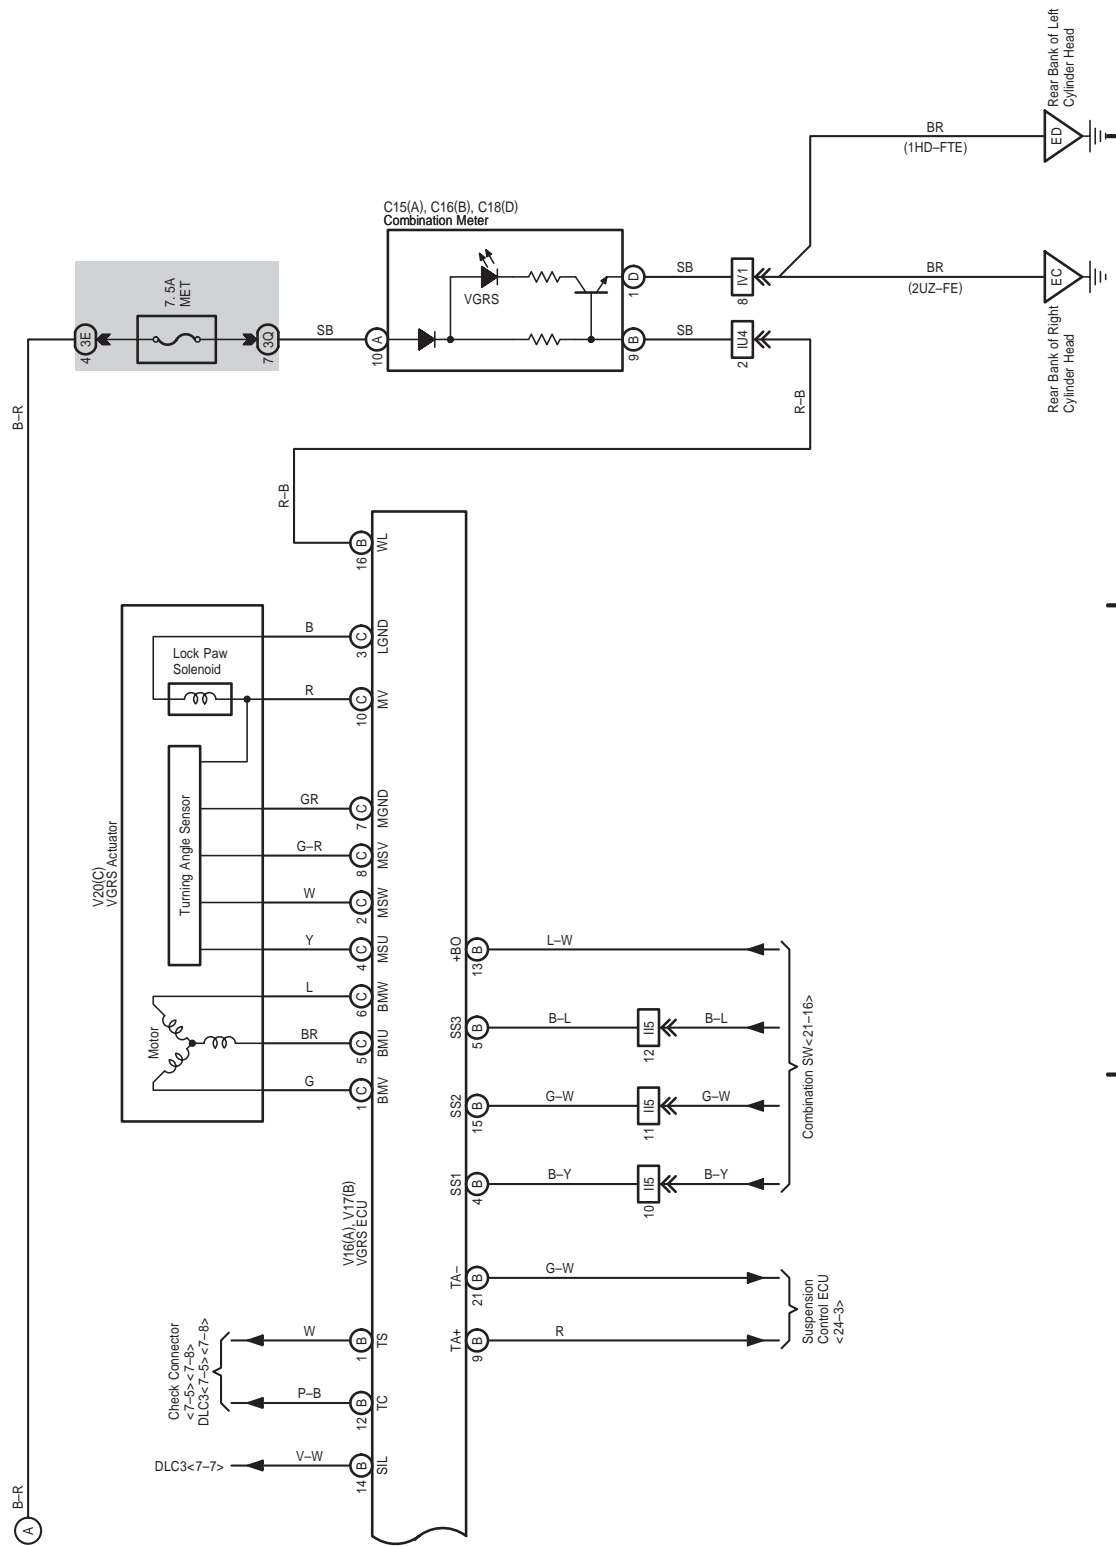 Rear Bank of Left
Cylinder Head
ED
BR
(1HD–FTE)
C15(A), C16(B), C18(D)
Combination Meter
7. 5A
MET
4 3E
7 3Q
SB
10 A
VGRS
1 D
SB
8 IV1
BR
(2UZ–FE)
EC
9 B
SB
2 IU4
Rear Bank of Right
Cylinder Head
B–R
R–B
R–B
16 B WL
Lock Paw
Solenoid
B
3 C LGND
R
10 C MV
V20(C)
VGRS Actuator
Turning Angle Sensor
GR
7 C MGND
G–R
8 C MSV
W
2 C MSW
Y
4 C MSU
Motor
L
6 C BMW
BR
5 C BMU
G
1 C BMV
+BO
13 B
L–W
SS3
5 B
B–L
12 II5
B–L
SS2
15 B
G–W
11 II5
G–W
SS1
4 B
B–Y
10 II5
B–Y
Combination SW<21–16>
V16(A), V17(B)
VGRS ECU
TA–
21 B
G–W
TA+
9 B
R
Suspension
Control ECU
<24–3>
Check Connector
<7–5><7–8>
DLC3<7–5><7–8>
W
1 B TS
P–B
12 B TC
DLC3<7–7>
V–W
14 B SIL
B–R
A